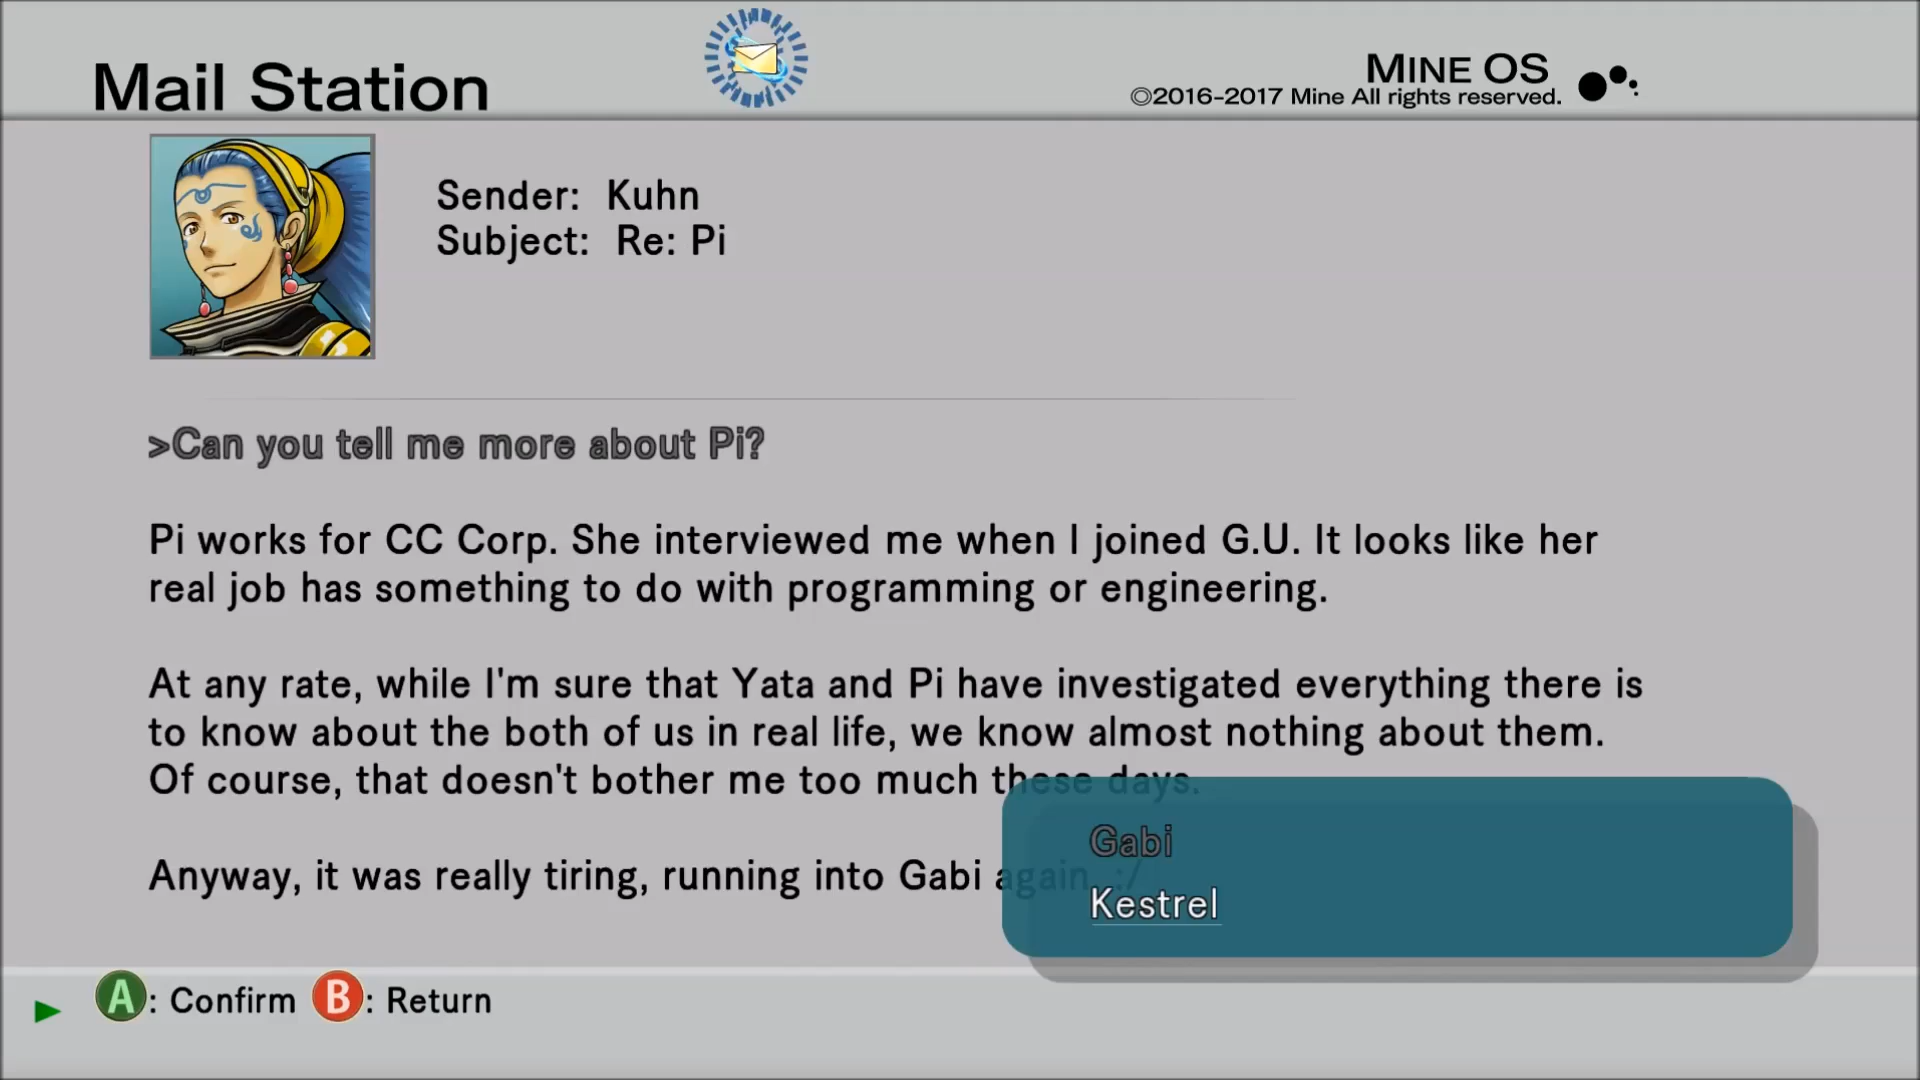 Mail Station
MINE OS
©2016-2017 Mine All rights reserved.
Sender: Kuhn
Subject: Re: Pi
>Can you tell me more about Pi?
Pi works for CC Corp. She interviewed me when I joined G.U. It looks like her
real job has something to do with programming or engineering.
At any rate, while I'm sure that Yata and Pi have investigated everything there is
to know about the both of us in real life, we know almost nothing about them.
Of course, that doesn't bother me too much these days.
Anyway, it was really tiring, running into Gabi again. :/
Gabi
Kestrel
A: Confirm B: Return